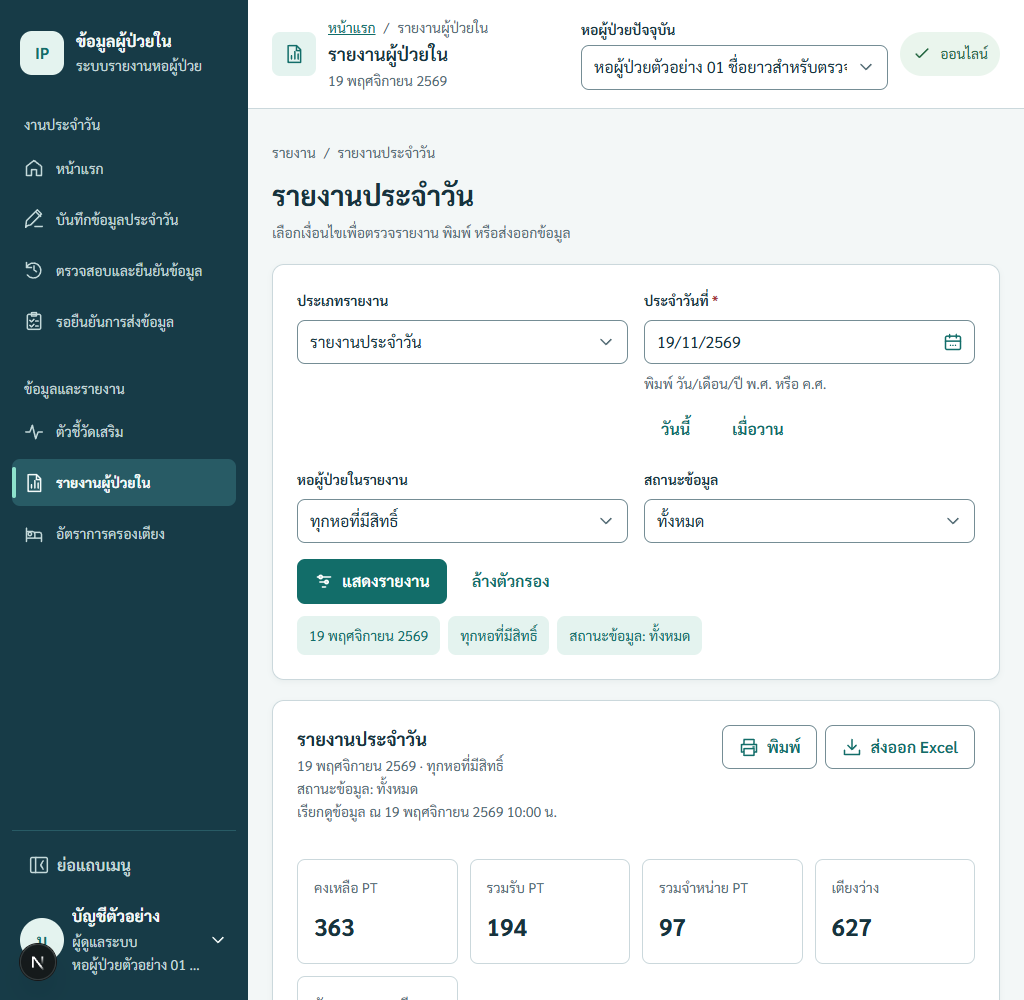 IP
ข้อมูลผู้ป่วยใน
ระบบรายงานหอผู้ป่วย
งานประจำวัน
หน้าแรก
บันทึกข้อมูลประจำวัน
ตรวจสอบและยืนยันข้อมูล
รอยืนยันการส่งข้อมูล
ข้อมูลและรายงาน
ตัวชี้วัดเสริม
รายงานผู้ป่วยใน
อัตราการครองเตียง
ย่อแถบเมนู
บัญชีตัวอย่าง
ผู้ดูแลระบบ
หอผู้ป่วยตัวอย่าง 01 ...
N
หน้าแรก / รายงานผู้ป่วยใน
รายงานผู้ป่วยใน
19 พฤศจิกายน 2569
หอผู้ป่วยปัจจุบัน
หอผู้ป่วยตัวอย่าง 01 ชื่อยาวสำหรับตรว
ออนไลน์
รายงาน / รายงานประจำวัน
รายงานประจำวัน
เลือกเงื่อนไขเพื่อตรวจรายงาน พิมพ์ หรือส่งออกข้อมูล
ประเภทรายงาน
รายงานประจำวัน
ประจำวันที่ *
19/11/2569
พิมพ์ วัน/เดือน/ปี พ.ศ. หรือ ค.ศ.
วันนี้ เมื่อวาน
หอผู้ป่วยในรายงาน
ทุกหอที่มีสิทธิ์
สถานะข้อมูล
ทั้งหมด
แสดงรายงาน ล้างตัวกรอง
19 พฤศจิกายน 2569 ทุกหอที่มีสิทธิ์ สถานะข้อมูล: ทั้งหมด
รายงานประจำวัน
19 พฤศจิกายน 2569 · ทุกหอที่มีสิทธิ์
สถานะข้อมูล: ทั้งหมด
เรียกดูข้อมูล ณ 19 พฤศจิกายน 2569 10:00 น.
พิมพ์ ส่งออก Excel
คงเหลือ PT
363
รวมรับ PT
194
รวมจำหน่าย PT
97
เตียงว่าง
627